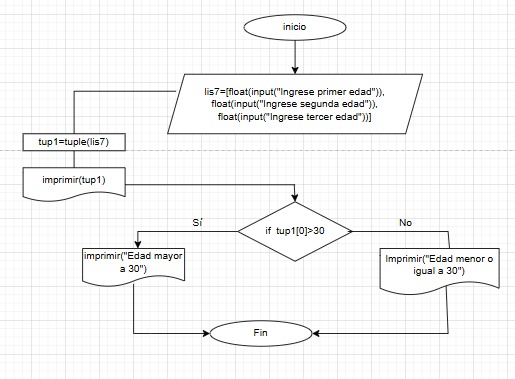 inicio
lis7=[float(input("Ingrese primer edad")),
float(input("Ingrese segunda edad")),
float(input("Ingrese tercer edad"))]
tup1=tuple(lis7)
imprimir(tup1)
Sí
if tup1[0]>30
No
imprimir("Edad mayor
a 30")
Imprimir("Edad menor o
igual a 30")
Fin